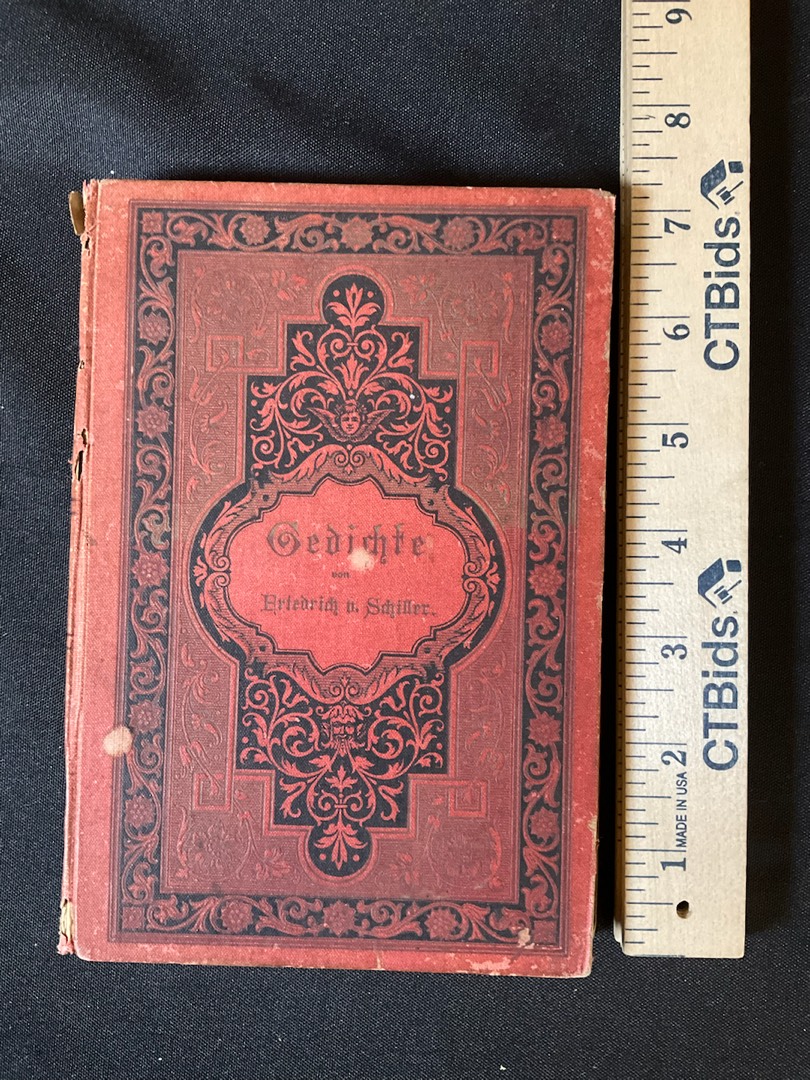 Gedichte
von
Friedrich v. Schiller.
9
8
7
6
5
4
3
2
1
CTBids
CTBids
MADE IN USA